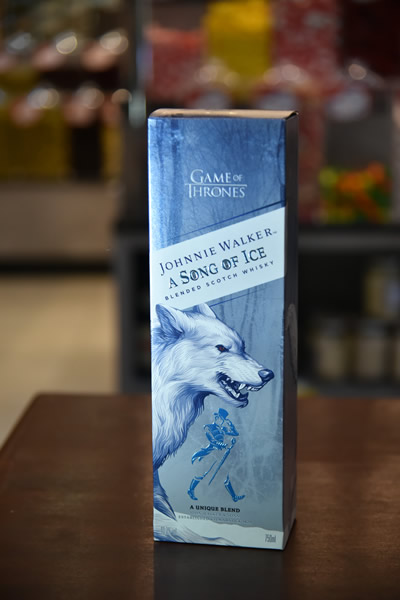 GAME OF
THRONES
JOHNNIE WALKER
A SONG OF ICE
BLENDED SCOTCH WHISKY
A UNIQUE BLEND
750ml